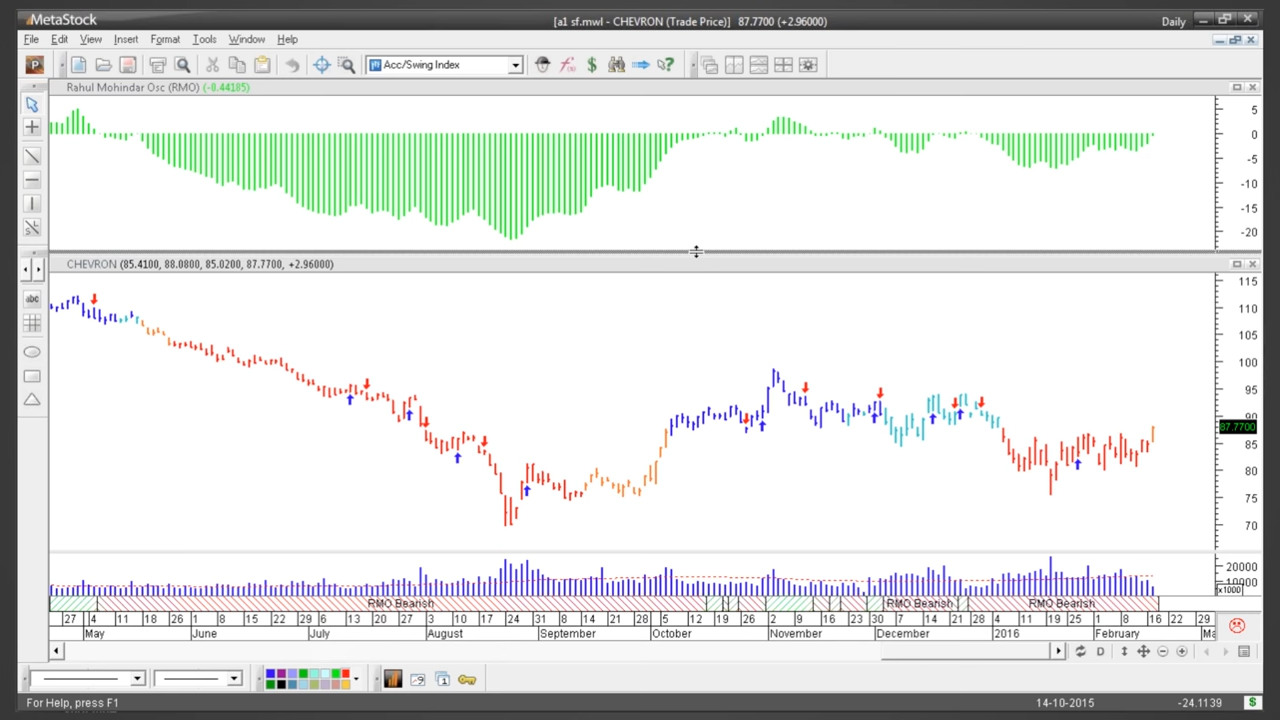 MetaStock
[a1 sf.mwl - CHEVRON (Trade Price)] 87.7700 (+2.96000)
Daily
File Edit View Insert Format Tools Window Help
P Acc/Swing Index fx $
Rahul Mohindar Osc (RMO) (-0.44185)
5
0
-5
-10
-15
-20
CHEVRON (85.4100, 88.0800, 85.0200, 87.7700, +2.96000)
abc
115
110
105
100
95
90
87.7700
85
80
75
70
20000
10000
[x1000]
RMO Bearish RMO Bearish RMO Bearish
27 4 11 18 26 1 8 15 22 29 6 13 20 27 3 10 17 24 31 8 14 21 28 5 12 19 26 2 9 16 23 30 7 14 21 28 4 11 19 25 1 8 16 22 29
May June July August September October November December 2016 February Ma
D
For Help, press F1
14-10-2015
-24.1139
$